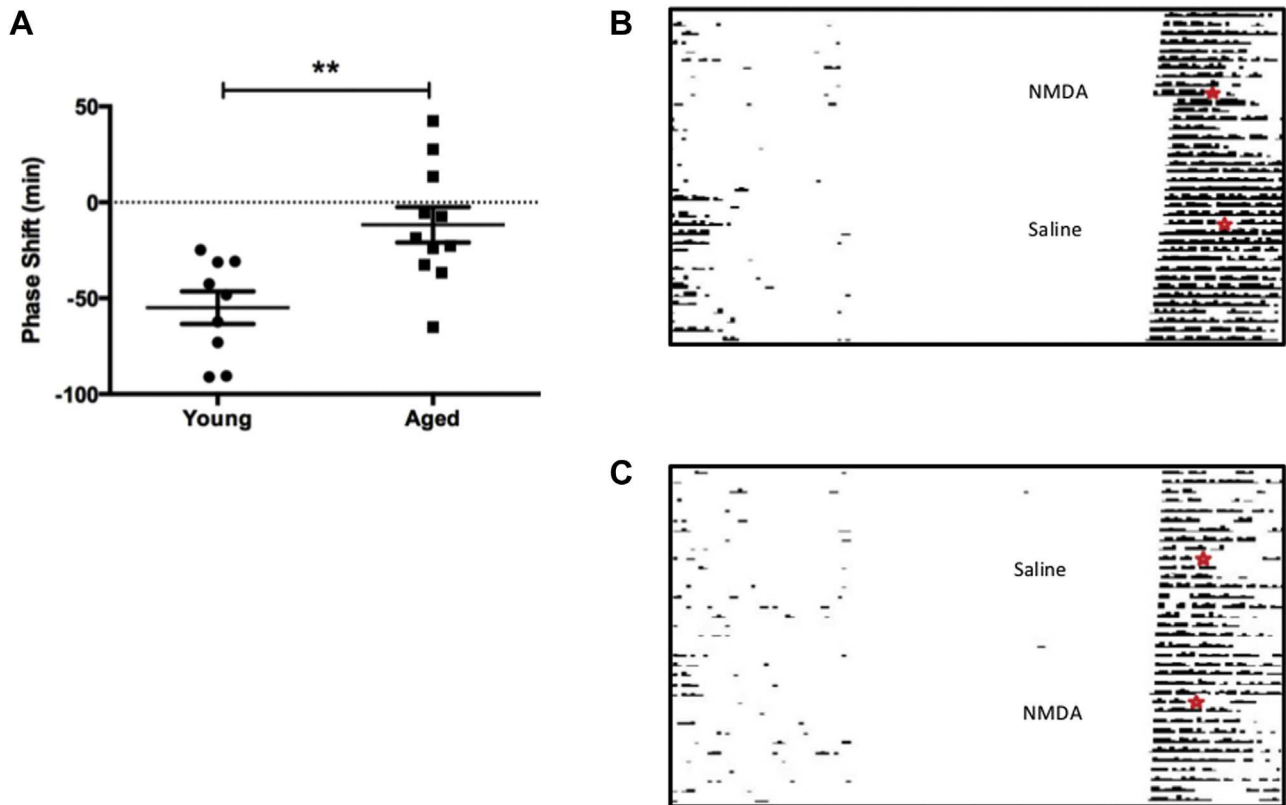 A
**
Phase Shift (min)
50
0
-50
-100
Young
Aged
B
NMDA
Saline
C
Saline
NMDA